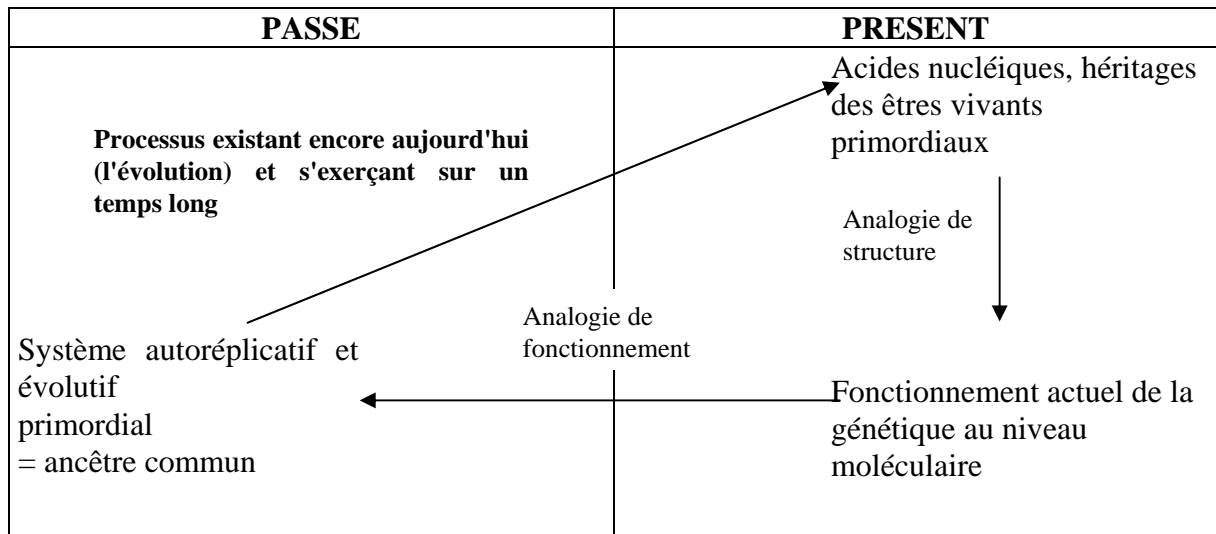 PASSE
PRESENT
Acides nucléiques, héritages
des êtres vivants
primordiaux
Processus existant encore aujourd'hui
(l'évolution) et s'exerçant sur un
temps long
Analogie de
structure
Analogie de
fonctionnement
Système autoréplicatif et
évolutif
primordial
= ancêtre commun
Fonctionnement actuel de la
génétique au niveau
moléculaire